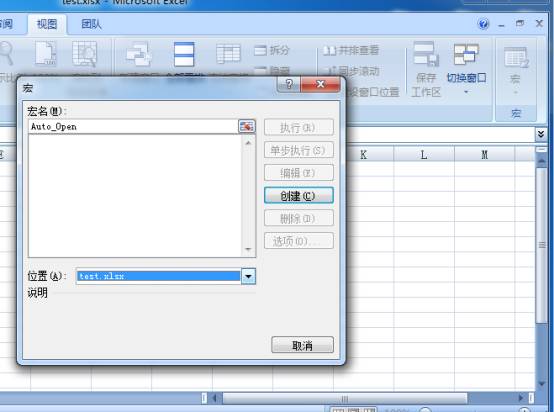 test.xlsx - Microsoft Excel
审阅 视图 团队
拆分 并排查看
隐藏 同步滚动
设窗口位置
保存 切换窗口 宏
工作区
宏
宏
宏名(M):
Auto_Open
执行(R)
单步执行(S)
编辑(E)
创建(C)
删除(D)
选项(O)...
位置(A): test.xlsx
说明
取消
E K L M
100%